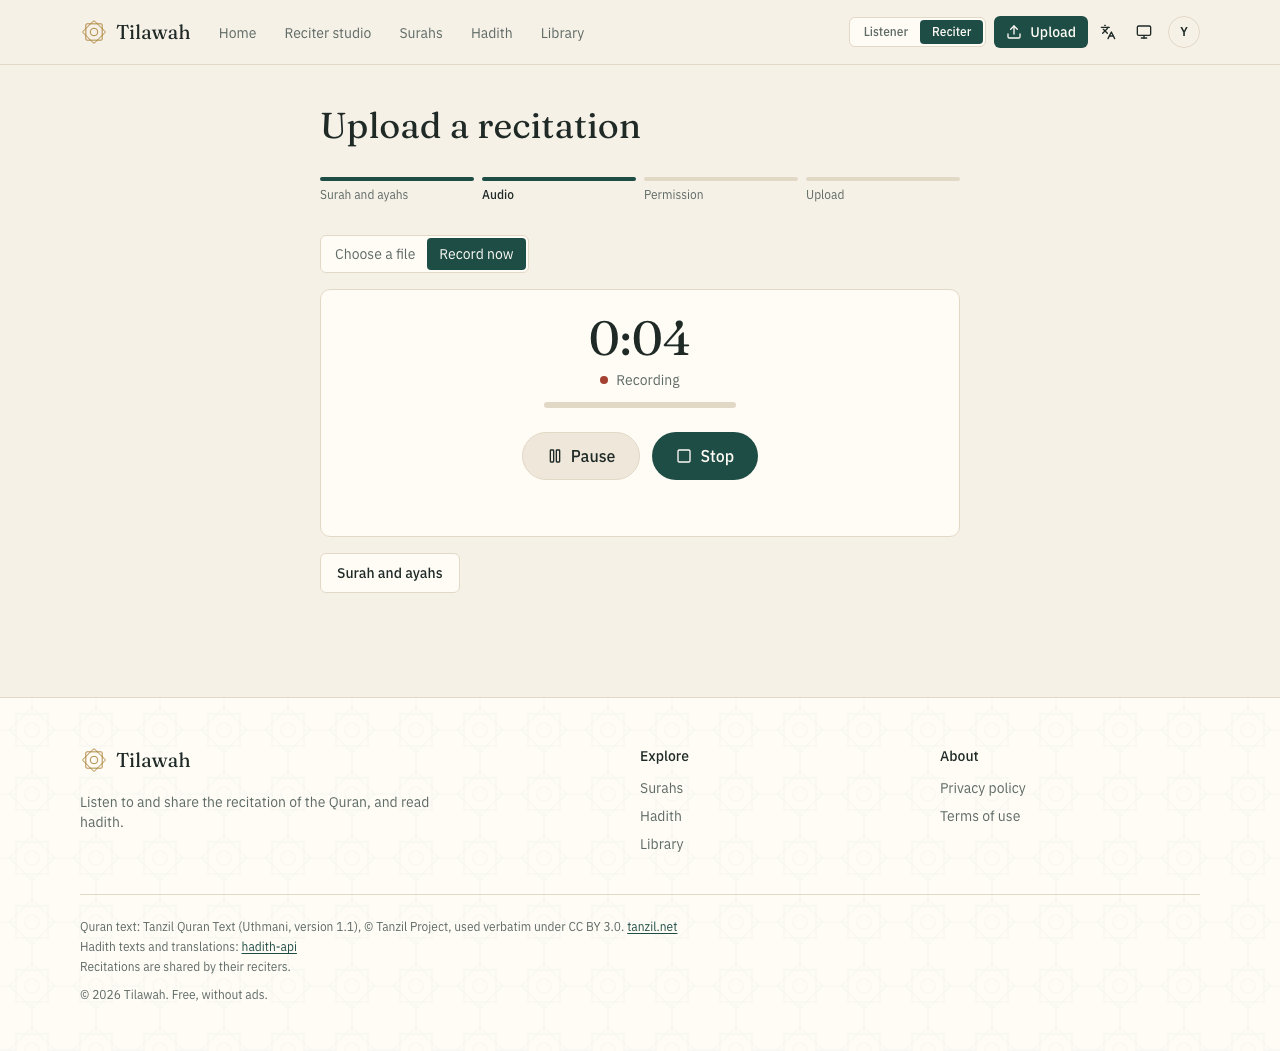 Tilawah
Home
Reciter studio
Surahs
Hadith
Library
Listener
Reciter
Upload
Y
Upload a recitation
Surah and ayahs
Audio
Permission
Upload
Choose a file
Record now
0:04
Recording
Pause
Stop
Surah and ayahs
Tilawah
Listen to and share the recitation of the Quran, and read
hadith.
Explore
Surahs
Hadith
Library
About
Privacy policy
Terms of use
Quran text: Tanzil Quran Text (Uthmani, version 1.1), © Tanzil Project, used verbatim under CC BY 3.0. tanzil.net
Hadith texts and translations: hadith-api
Recitations are shared by their reciters.
© 2026 Tilawah. Free, without ads.